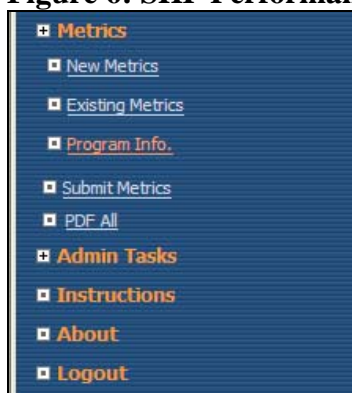 Metrics
New Metrics
Existing Metrics
Program Info.
Submit Metrics
PDF All
Admin Tasks
Instructions
About
Logout